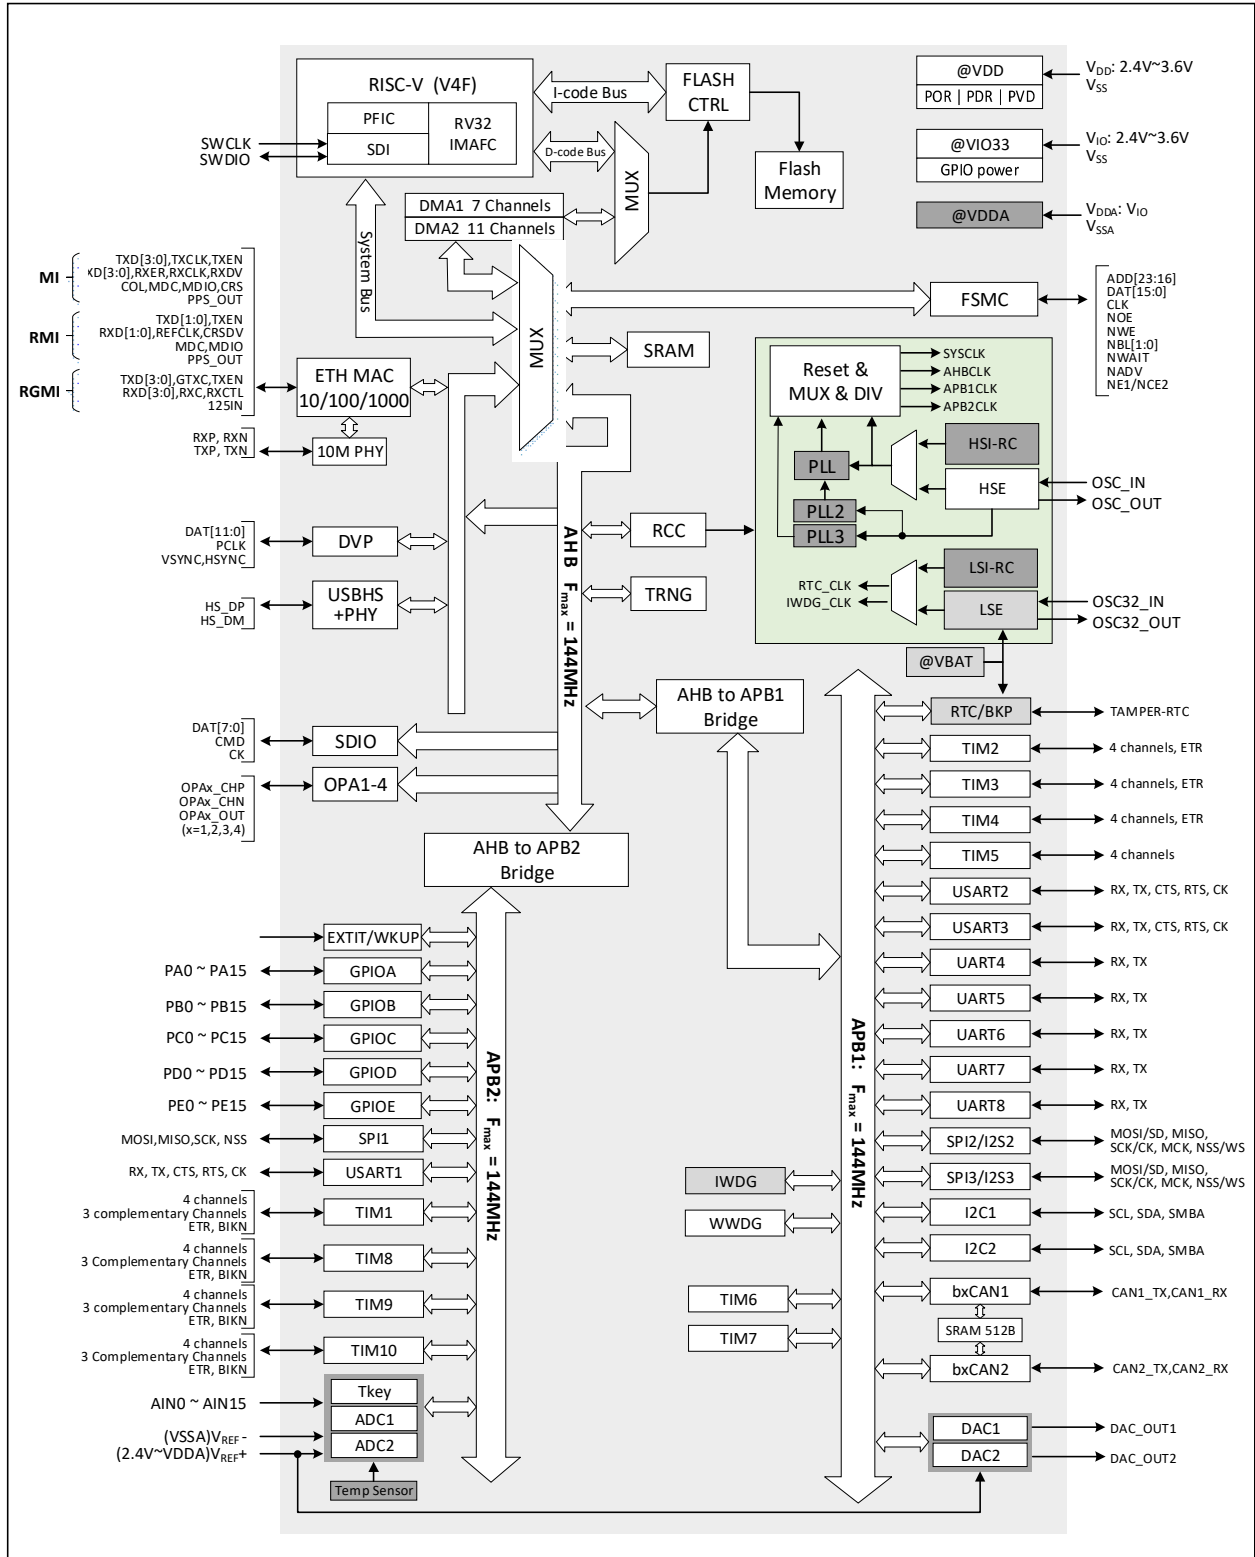 RISC-V (V4F)
PFIC
SDI
RV32
IMAFC
SWCLK
SWDIO
I-code Bus
D-code Bus
FLASH
CTRL
MUX
Flash
Memory
@VDD
POR | PDR | PVD
VDD: 2.4V~3.6V
VSS
@VIO33
GPIO power
VIO: 2.4V~3.6V
VSS
@VDDA
VDDA: VIO
VSSA
DMA1 7 Channels
DMA2 11 Channels
System Bus
MUX
MI
TXD[3:0],TXCLK,TXEN
XD[3:0],RXER,RXCLK,RXDV
COL,MDC,MDIO,CRS
PPS_OUT
RMI
TXD[1:0],TXEN
RXD[1:0],REFCLK,CRSDV
MDC,MDIO
PPS_OUT
RGMI
TXD[3:0],GTXC,TXEN
RXD[3:0],RXC,RXCTL
125IN
ETH MAC
10/100/1000
RXP, RXN
TXP, TXN
10M PHY
FSMC
ADD[23:16]
DAT[15:0]
CLK
NOE
NWE
NBL[1:0]
NWAIT
NADV
NE1/NCE2
SRAM
Reset &
MUX & DIV
SYSCLK
AHBCLK
APB1CLK
APB2CLK
PLL
PLL2
PLL3
HSI-RC
HSE
OSC_IN
OSC_OUT
RTC_CLK
IWDG_CLK
LSI-RC
LSE
OSC32_IN
OSC32_OUT
@VBAT
DAT[11:0]
PCLK
VSYNC,HSYNC
DVP
HS_DP
HS_DM
USBHS
+PHY
RCC
TRNG
AHB Fmax = 144MHz
DAT[7:0]
CMD
CK
SDIO
OPAx_CHP
OPAx_CHN
OPAx_OUT
(x=1,2,3,4)
OPA1-4
AHB to APB1
Bridge
AHB to APB2
Bridge
EXTIT/WKUP
PA0 ~ PA15
GPIOA
PB0 ~ PB15
GPIOB
PC0 ~ PC15
GPIOC
PD0 ~ PD15
GPIOD
PE0 ~ PE15
GPIOE
MOSI,MISO,SCK, NSS
SPI1
RX, TX, CTS, RTS, CK
USART1
4 channels
3 complementary Channels
ETR, BIKN
TIM1
4 channels
3 Complementary Channels
ETR, BIKN
TIM8
4 channels
3 complementary Channels
ETR, BIKN
TIM9
4 channels
3 Complementary Channels
ETR, BIKN
TIM10
AIN0 ~ AIN15
Tkey
ADC1
ADC2
(VSSA)VREF-
(2.4V~VDDA)VREF+
Temp Sensor
APB2: Fmax = 144MHz
IWDG
WWDG
TIM6
TIM7
APB1: Fmax = 144MHz
RTC/BKP
TAMPER-RTC
TIM2
4 channels, ETR
TIM3
4 channels, ETR
TIM4
4 channels, ETR
TIM5
4 channels
USART2
RX, TX, CTS, RTS, CK
USART3
RX, TX, CTS, RTS, CK
UART4
RX, TX
UART5
RX, TX
UART6
RX, TX
UART7
RX, TX
UART8
RX, TX
SPI2/I2S2
MOSI/SD, MISO,
SCK/CK, MCK, NSS/WS
SPI3/I2S3
MOSI/SD, MISO,
SCK/CK, MCK, NSS/WS
I2C1
SCL, SDA, SMBA
I2C2
SCL, SDA, SMBA
bxCAN1
CAN1_TX,CAN1_RX
SRAM 512B
bxCAN2
CAN2_TX,CAN2_RX
DAC1
DAC_OUT1
DAC2
DAC_OUT2